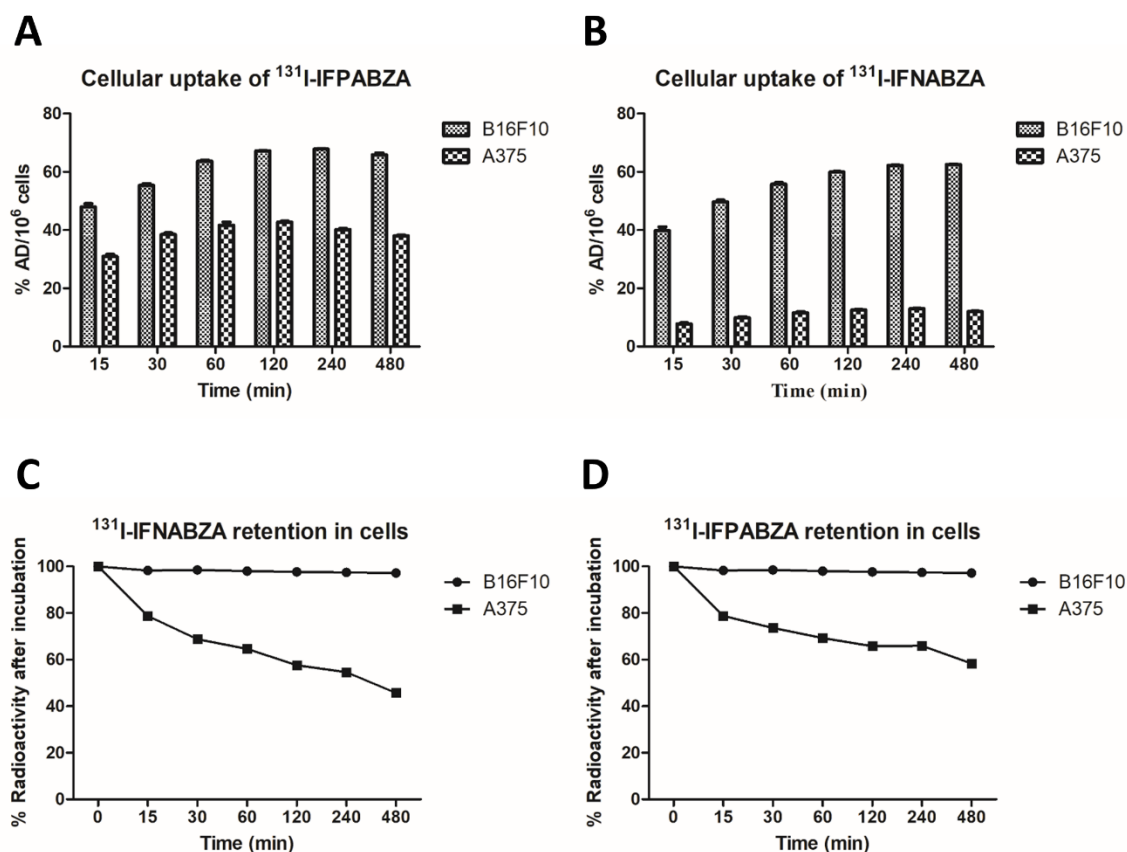 A
Cellular uptake of ¹³¹I-IFPABZA
% AD/10⁶ cells
80
60
40
20
0
15 30 60 120 240 480
Time (min)
B16F10
A375
B
Cellular uptake of ¹³¹I-IFNABZA
% AD/10⁶ cells
80
60
40
20
0
15 30 60 120 240 480
Time (min)
B16F10
A375
C
¹³¹I-IFNABZA retention in cells
% Radioactivity after incubation
100
80
60
40
20
0
0 15 30 60 120 240 480
Time (min)
B16F10
A375
D
¹³¹I-IFPABZA retention in cells
% Radioactivity after incubation
100
80
60
40
20
0
0 15 30 60 120 240 480
Time (min)
B16F10
A375